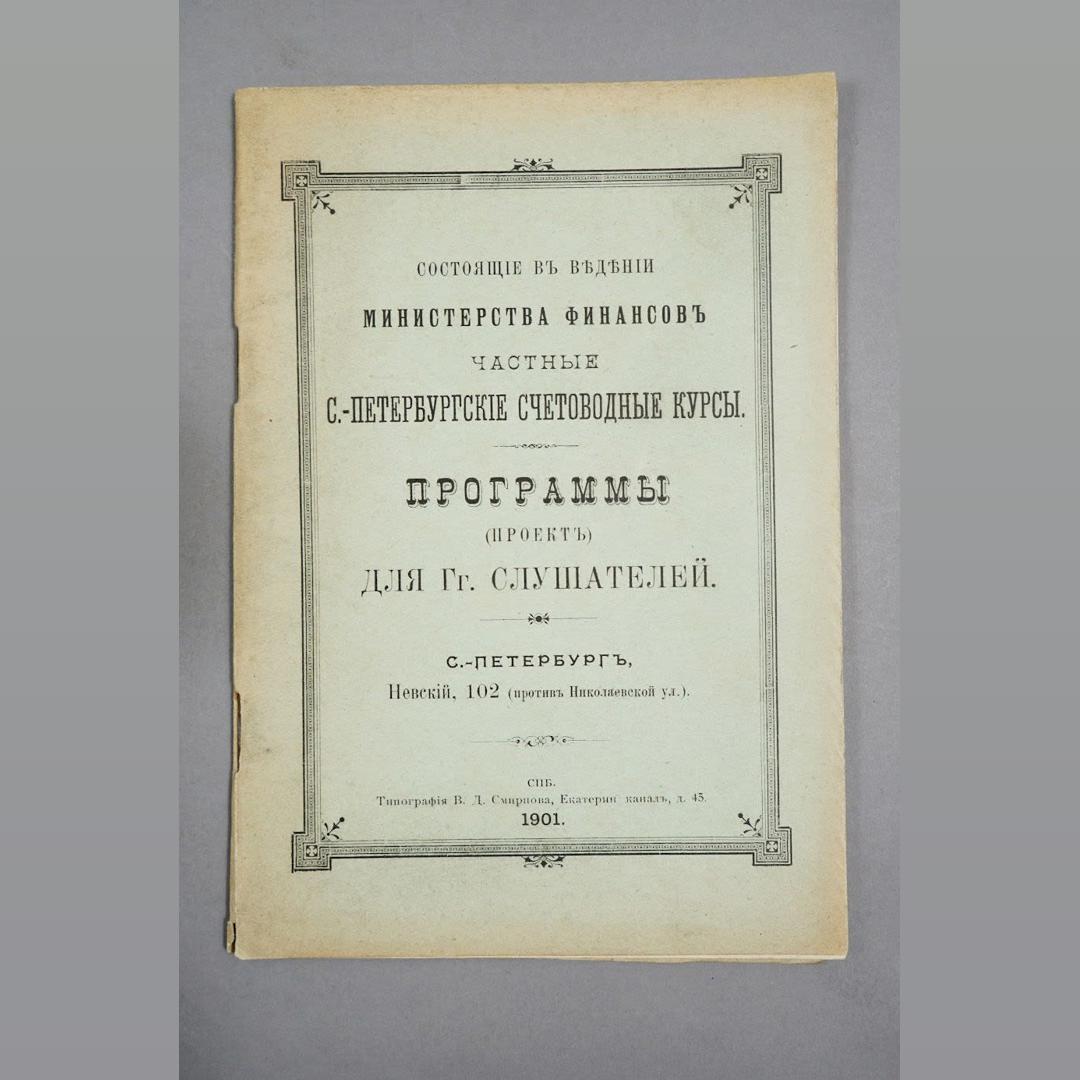 СОСТОЯЩІЕ ВЪ ВѢДѢНІИ
МИНИСТЕРСТВА ФИНАНСОВЪ
ЧАСТНЫЕ
С.-ПЕТЕРБУРГСКІЕ СЧЕТОВОДНЫЕ КУРСЫ.
ПРОГРАММЫ
(ПРОЕКТЪ)
ДЛЯ Гг. СЛУШАТЕЛЕЙ.
С.-ПЕТЕРБУРГЪ,
Невскій, 102 (противъ Николаевской ул.).
СПБ.
Типографія В. Д. Смирнова, Екатерин каналъ, д. 45.
1901.